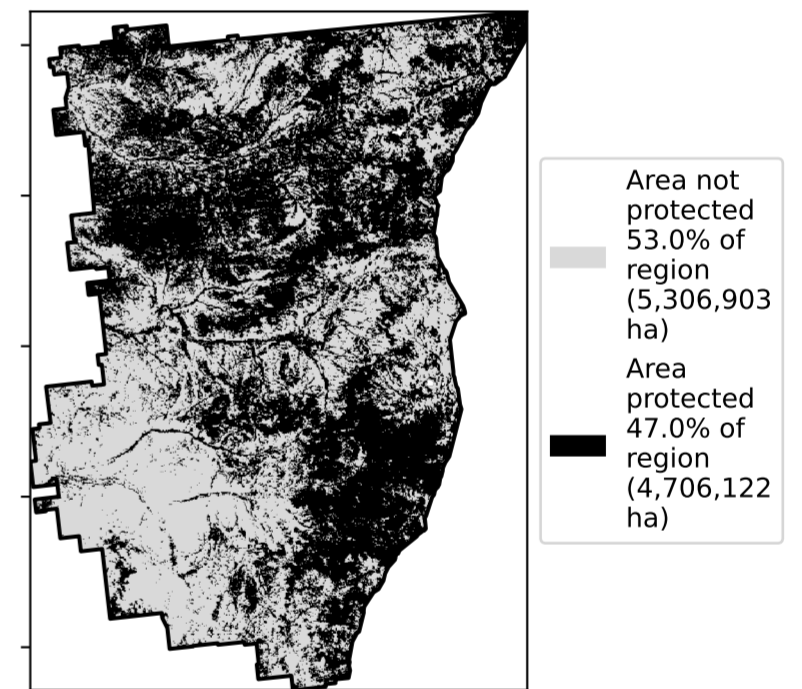 Area not
protected
53.0% of
region
(5,306,903
ha)
Area
protected
47.0% of
region
(4,706,122
ha)